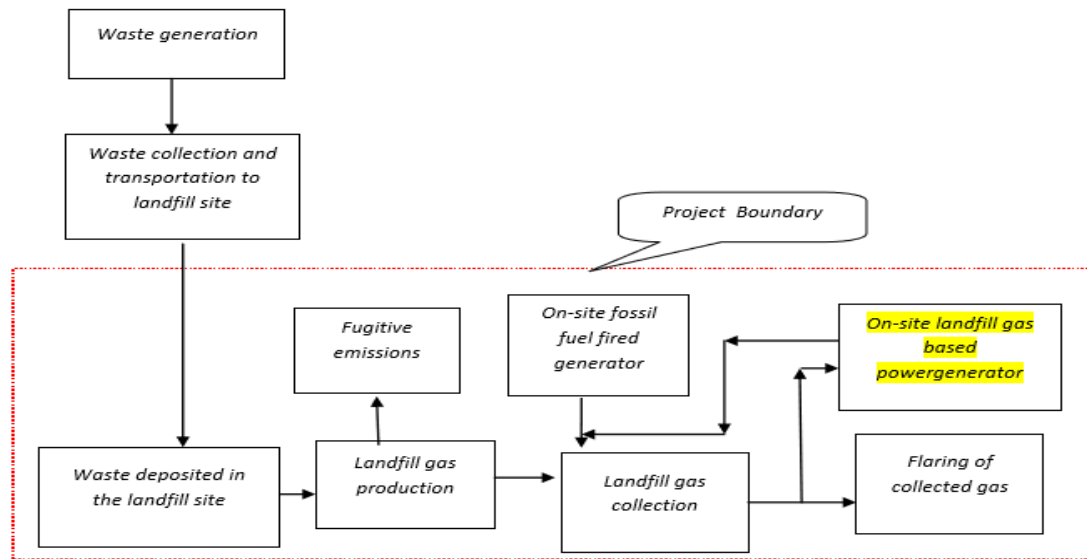 Waste generation
Waste collection and
transportation to
landfill site
Project Boundary
Fugitive
emissions
On-site fossil
fuel fired
generator
On-site landfill gas
based
powergenerator
Waste deposited in
the landfill site
Landfill gas
production
Landfill gas
collection
Flaring of
collected gas